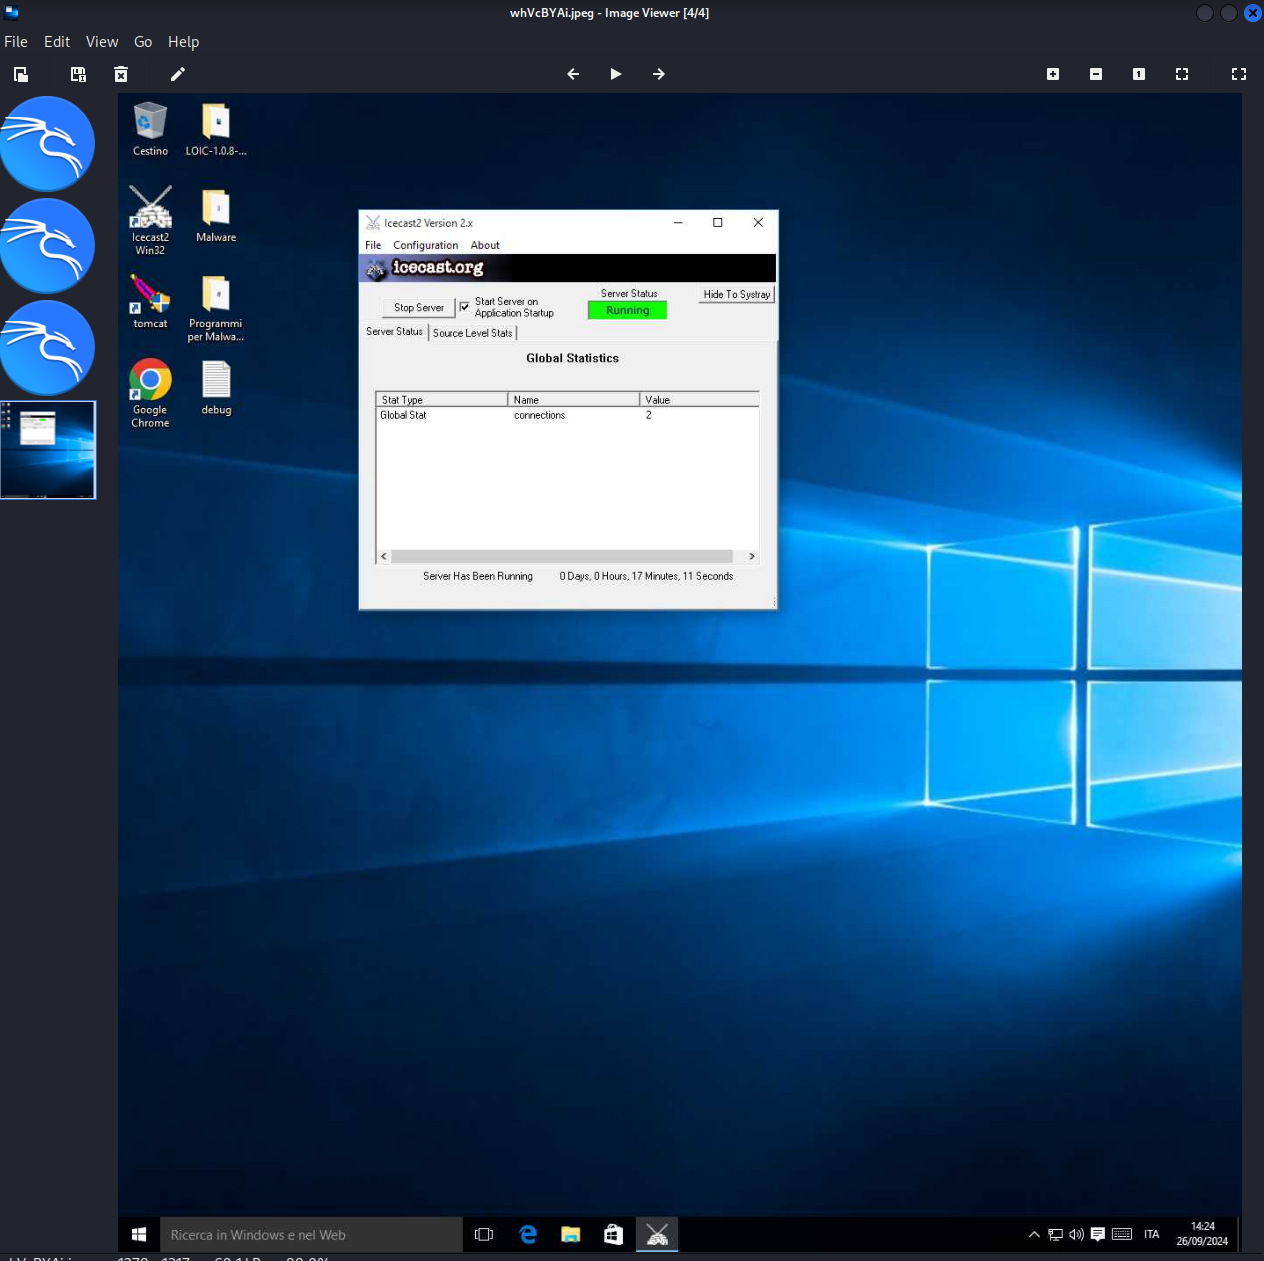 whVcBYAi.jpeg - Image Viewer [4/4]
File Edit View Go Help
Cestino
LOIC-1.0.8-...
Icecast2
Win32
Malware
tomcat
Programmi
per Malwa...
Google
Chrome
debug
Icecast2 Version 2.x
File Configuration About
icecast.org
Stop Server
Start Server on
Application Startup
Server Status
Running
Hide To Systray
Server Status
Source Level Stats
Global Statistics
Stat Type Name Value
Global Stat connections 2
Server Has Been Running 0 Days, 0 Hours, 17 Minutes, 11 Seconds
Ricerca in Windows e nel Web
ITA
14:24
26/09/2024